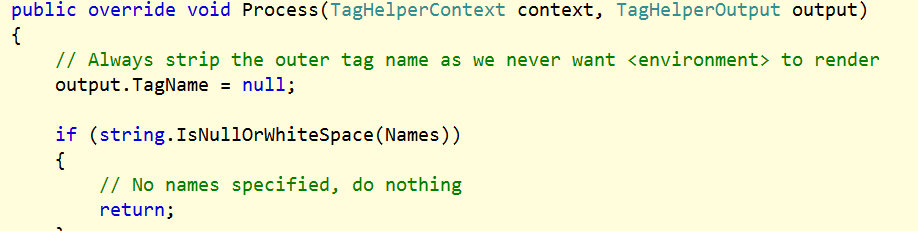 public override void Process(TagHelperContext context, TagHelperOutput output)
{
// Always strip the outer tag name as we never want <environment> to render
output.TagName = null;
if (string.IsNullOrWhiteSpace(Names))
{
// No names specified, do nothing
return;